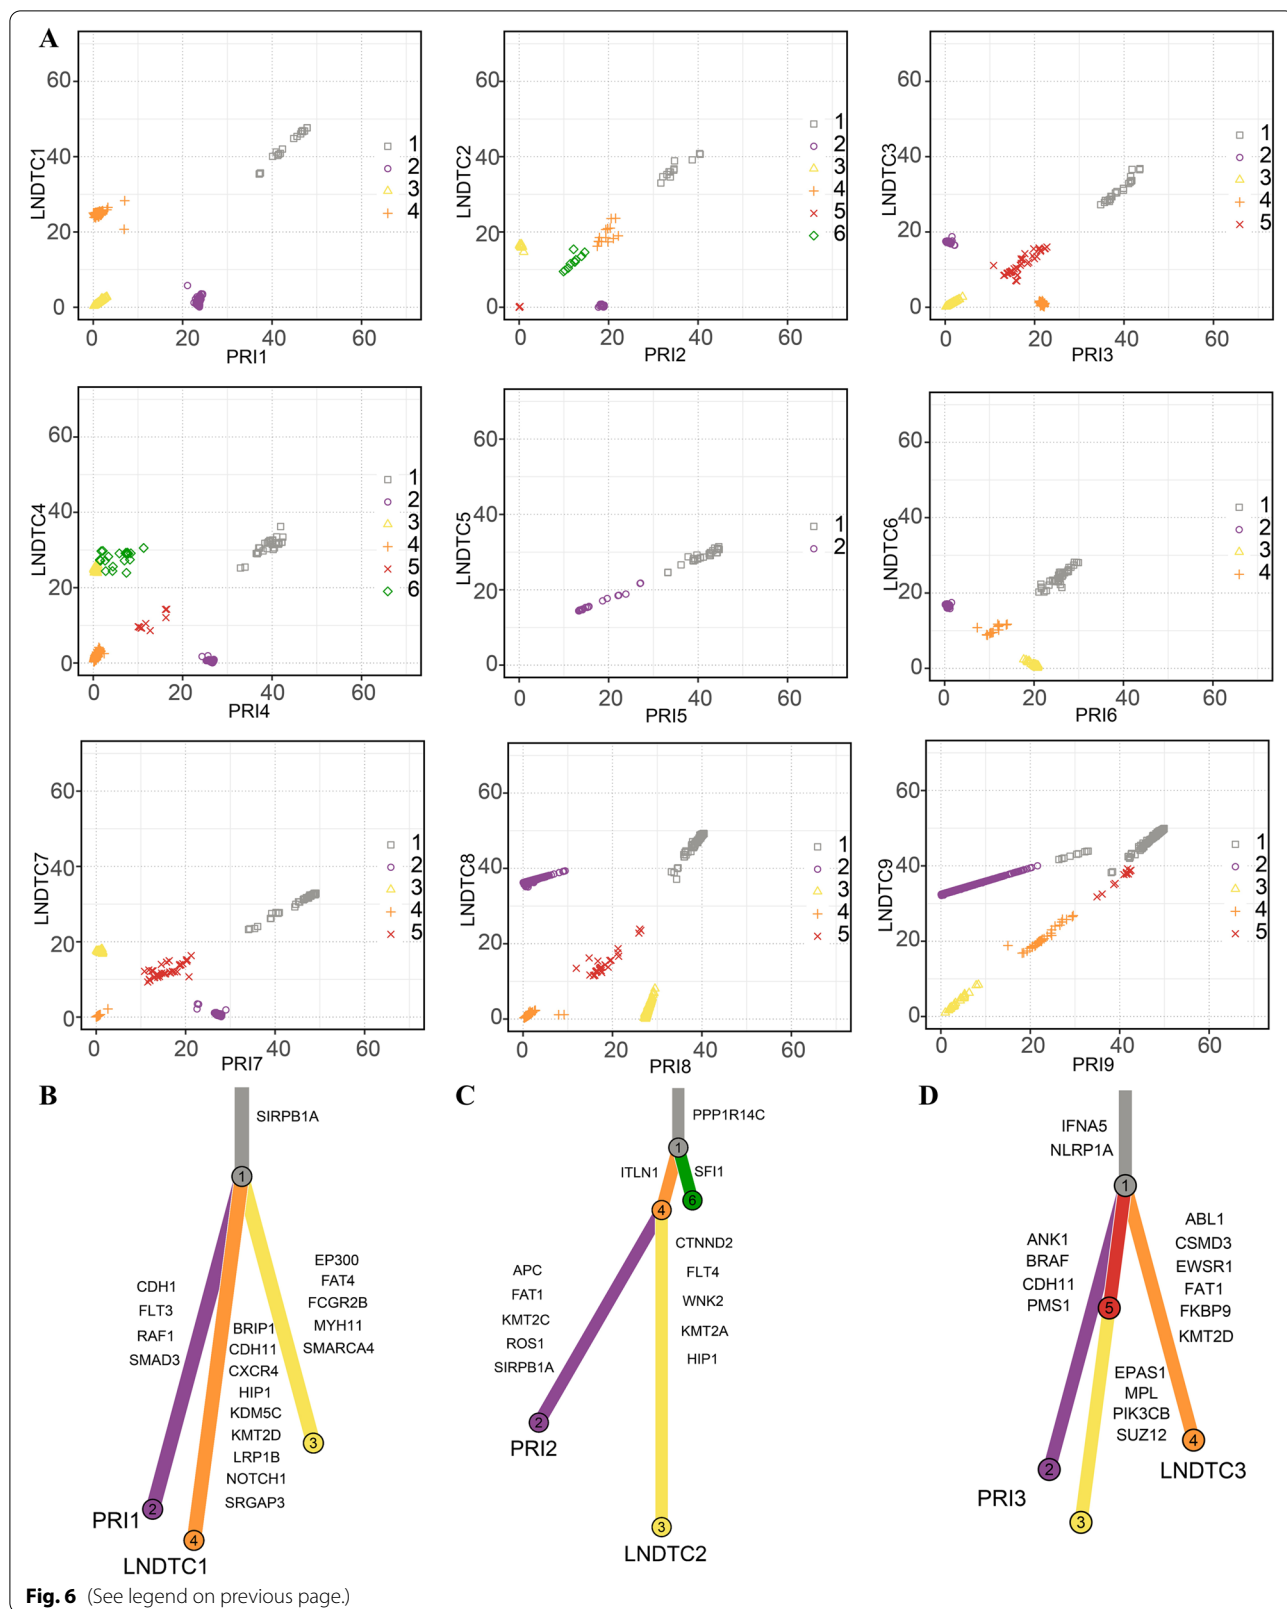 A
LNDTC1
60
40
20
0
0 20 40 60
PRI1
1
2
3
4
LNDTC2
60
40
20
0
0 20 40 60
PRI2
1
2
3
4
5
6
LNDTC3
60
40
20
0
0 20 40 60
PRI3
1
2
3
4
5
LNDTC4
60
40
20
0
0 20 40 60
PRI4
1
2
3
4
5
6
LNDTC5
60
40
20
0
0 20 40 60
PRI5
1
2
LNDTC6
60
40
20
0
0 20 40 60
PRI6
1
2
3
4
LNDTC7
60
40
20
0
0 20 40 60
PRI7
1
2
3
4
5
LNDTC8
60
40
20
0
0 20 40 60
PRI8
1
2
3
4
5
LNDTC9
60
40
20
0
0 20 40 60
PRI9
1
2
3
4
5
B
SIRPB1A
1
CDH1
FLT3
RAF1
SMAD3
BRIP1
CDH11
CXCR4
HIP1
KDM5C
KMT2D
LRP1B
NOTCH1
SRGAP3
EP300
FAT4
FCGR2B
MYH11
SMARCA4
3
2
PRI1
4
LNDTC1
C
PPP1R14C
1
ITLN1
SFI1
6
4
APC
FAT1
KMT2C
ROS1
SIRPB1A
CTNND2
FLT4
WNK2
KMT2A
HIP1
2
PRI2
3
LNDTC2
D
IFNA5
NLRP1A
1
ANK1
BRAF
CDH11
PMS1
5
ABL1
CSMD3
EWSR1
FAT1
FKBP9
KMT2D
EPAS1
MPL
PIK3CB
SUZ12
4
LNDTC3
2
PRI3
3
Fig. 6 (See legend on previous page.)